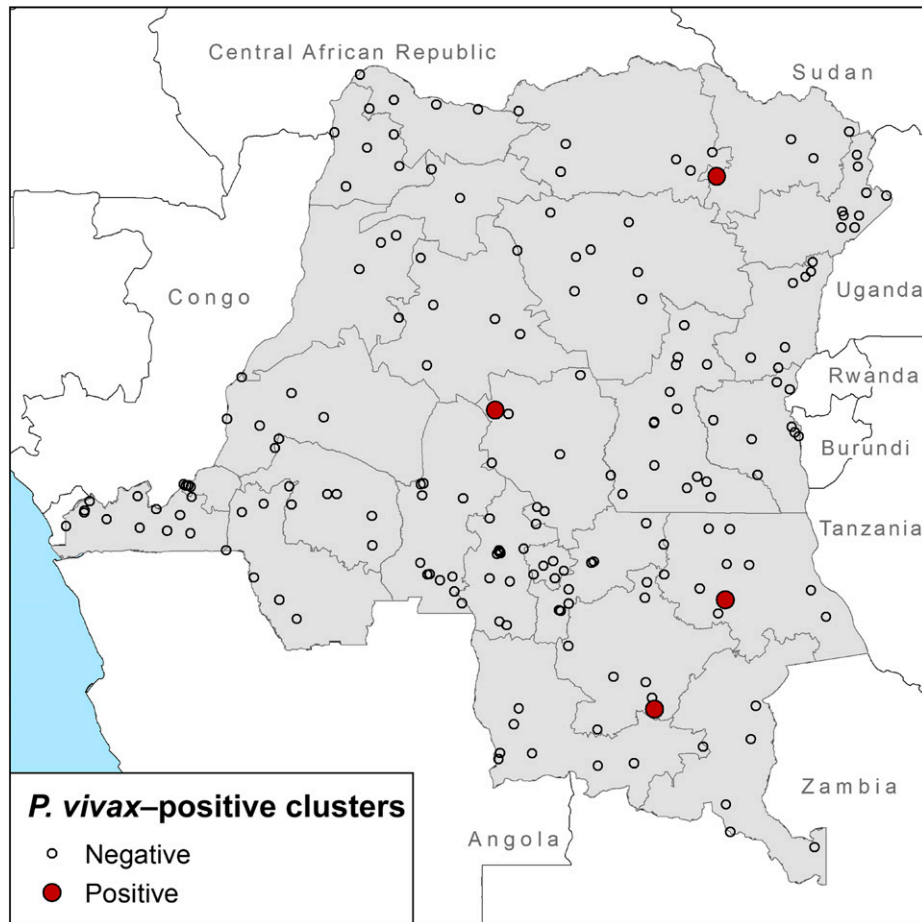 Central African Republic
Sudan
Congo
Uganda
Rwanda
Burundi
Tanzania
Zambia
Angola
P. vivax–positive clusters
Negative
Positive